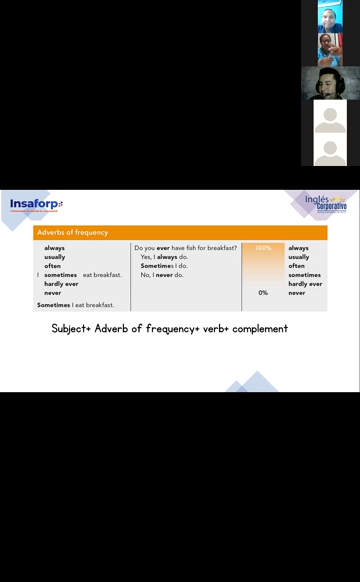 Insaforp
Inglés
Corporativo
Adverbs of frequency
always
usually
often
I sometimes eat breakfast.
hardly ever
never
Sometimes I eat breakfast.
Do you ever have fish for breakfast?
Yes, I always do.
Sometimes I do.
No, I never do.
100%
0%
always
usually
often
sometimes
hardly ever
never
Subject+ Adverb of frequency+ verb+ complement